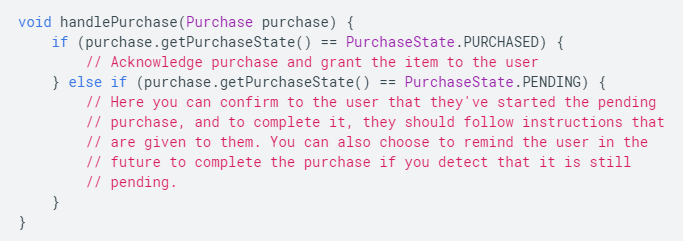 void handlePurchase(Purchase purchase) {
    if (purchase.getPurchaseState() == PurchaseState.PURCHASED) {
        // Acknowledge purchase and grant the item to the user
    } else if (purchase.getPurchaseState() == PurchaseState.PENDING) {
        // Here you can confirm to the user that they've started the pending
        // purchase, and to complete it, they should follow instructions that
        // are given to them. You can also choose to remind the user in the
        // future to complete the purchase if you detect that it is still
        // pending.
    }
}